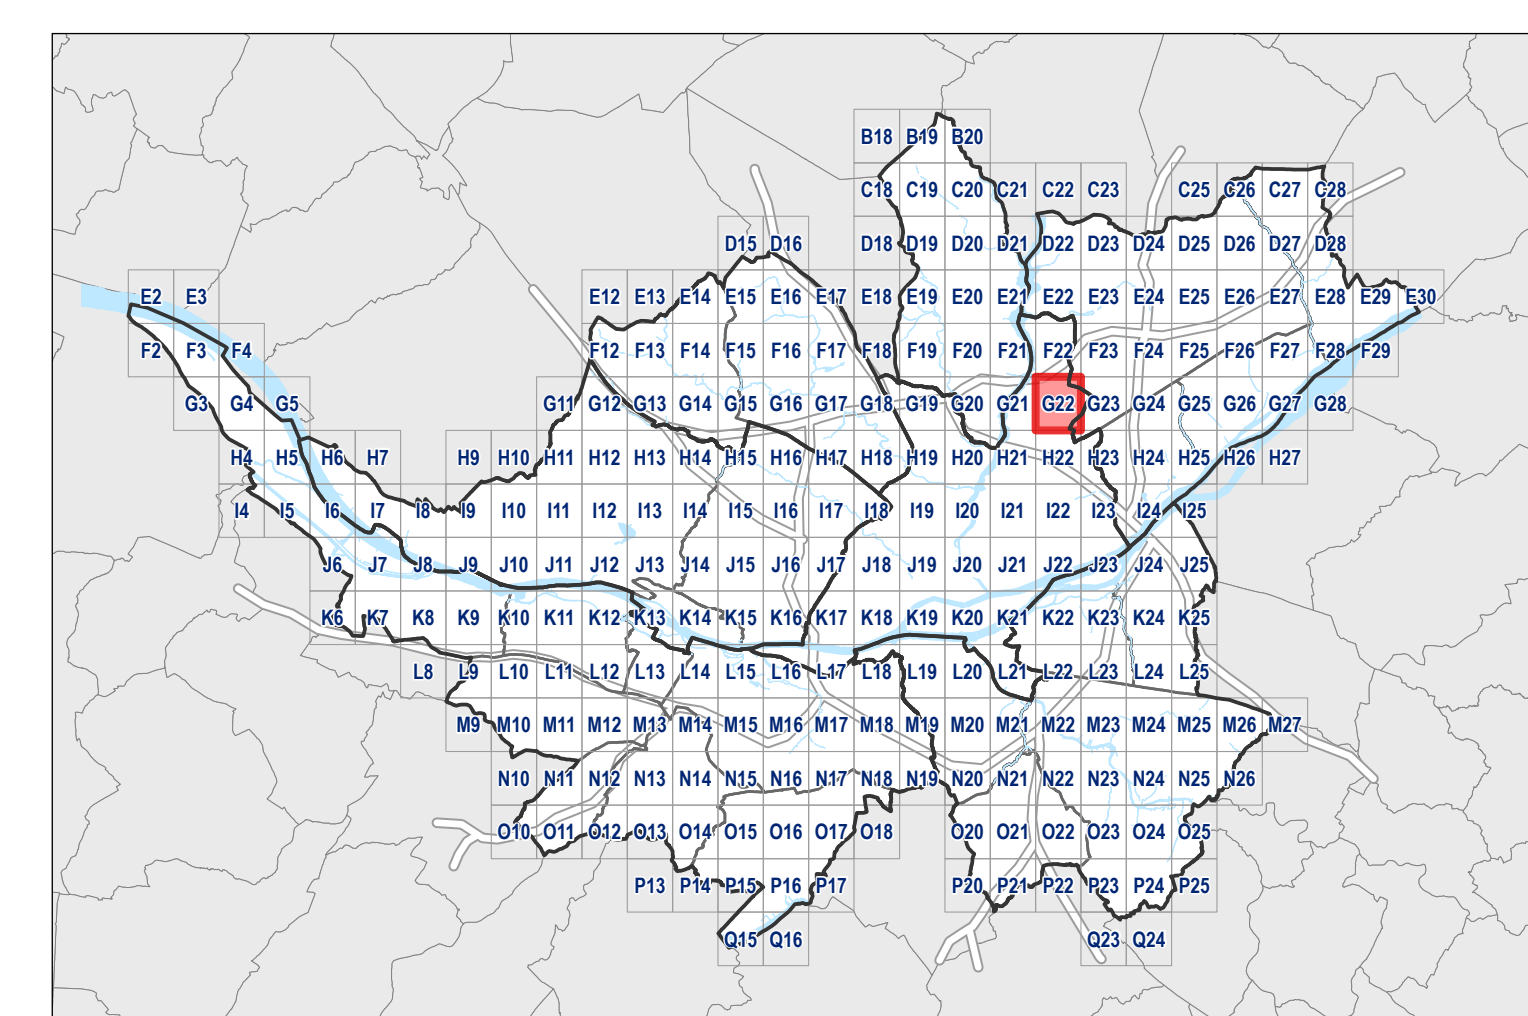 B18 B19 B20
C18 C19 C20 C21 C22 C23 C25 C26 C27 C28
D15 D16 D18 D19 D20 D21 D22 D23 D24 D25 D26 D27 D28
E2 E3 E12 E13 E14 E15 E16 E17 E18 E19 E20 E21 E22 E23 E24 E25 E26 E27 E28 E29 E30
F2 F3 F4 F12 F13 F14 F15 F16 F17 F18 F19 F20 F21 F22 F23 F24 F25 F26 F27 F28 F29
G3 G4 G5 G11 G12 G13 G14 G15 G16 G17 G18 G19 G20 G21 G22 G23 G24 G25 G26 G27 G28
H4 H5 H6 H7 H9 H10 H11 H12 H13 H14 H15 H16 H17 H18 H19 H20 H21 H22 H23 H24 H25 H26 H27
I4 I5 I6 I7 I8 I9 I10 I11 I12 I13 I14 I15 I16 I17 I18 I19 I20 I21 I22 I23 I24 I25
J6 J7 J8 J9 J10 J11 J12 J13 J14 J15 J16 J17 J18 J19 J20 J21 J22 J23 J24 J25
K6 K7 K8 K9 K10 K11 K12 K13 K14 K15 K16 K17 K18 K19 K20 K21 K22 K23 K24 K25
L8 L9 L10 L11 L12 L13 L14 L15 L16 L17 L18 L19 L20 L21 L22 L23 L24 L25
M9 M10 M11 M12 M13 M14 M15 M16 M17 M18 M19 M20 M21 M22 M23 M24 M25 M26 M27
N10 N11 N12 N13 N14 N15 N16 N17 N18 N19 N20 N21 N22 N23 N24 N25 N26
O10 O11 O12 O13 O14 O15 O16 O17 O18 O20 O21 O22 O23 O24 O25
P13 P14 P15 P16 P17 P20 P21 P22 P23 P24 P25
Q15 Q16 Q23 Q24